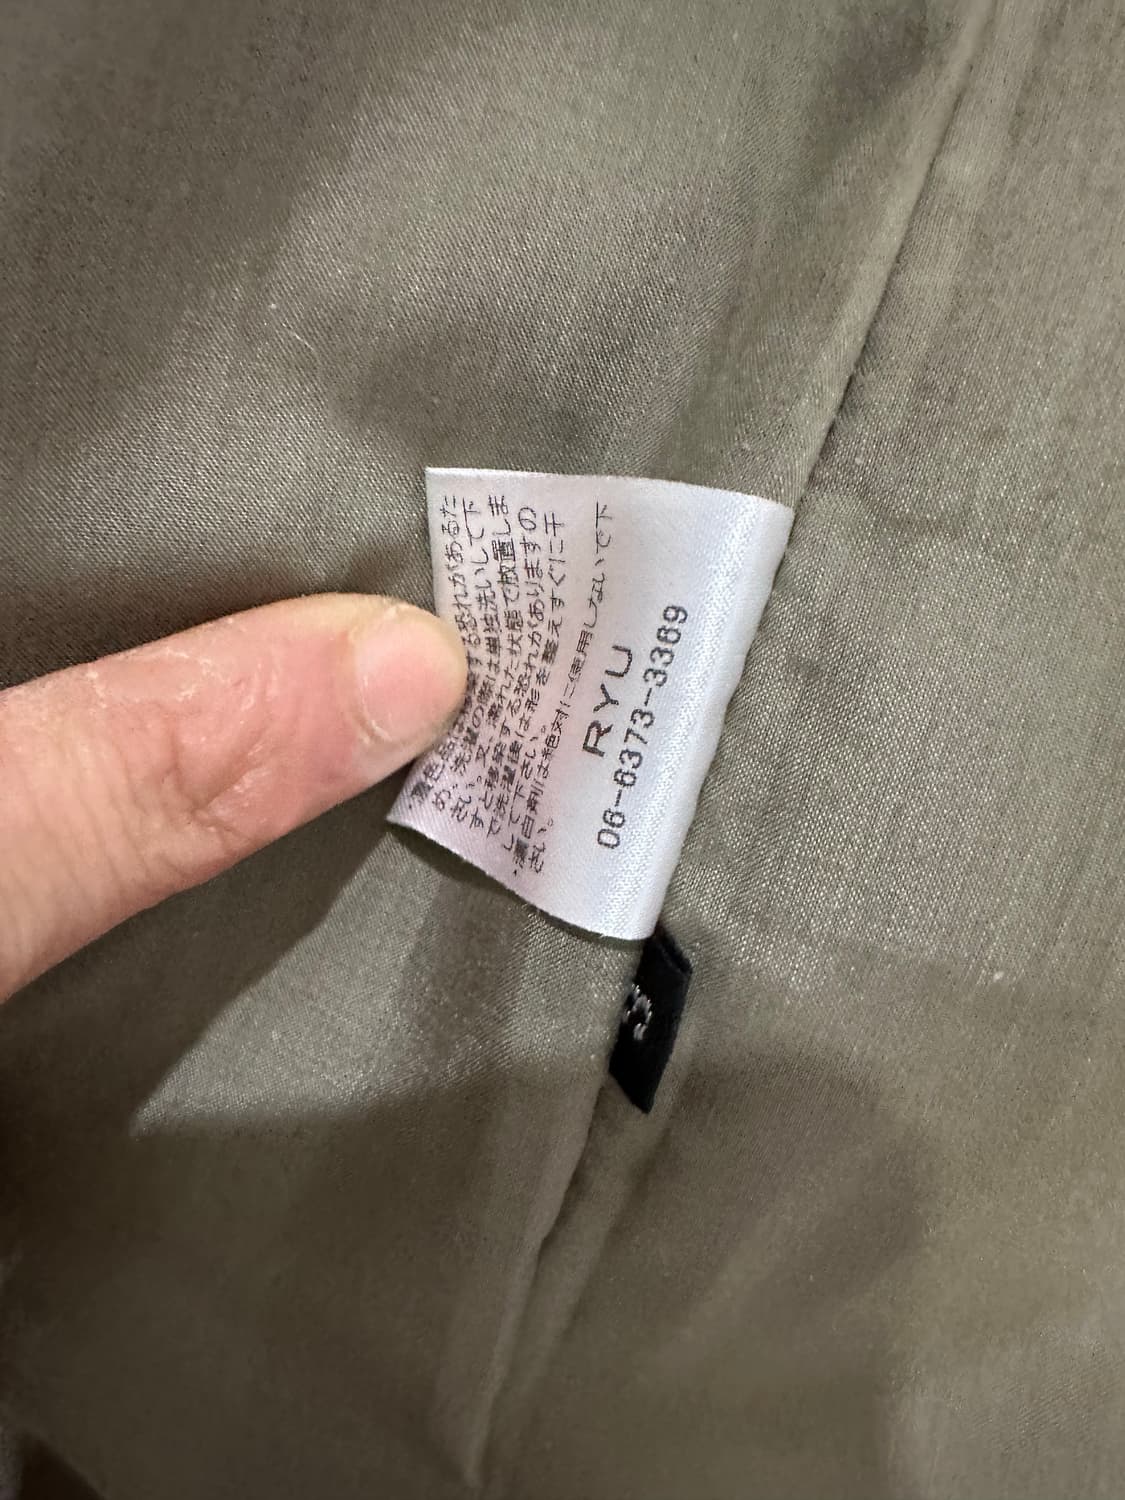 濃色 恐れがあるた
め、洗濯の際は単独洗いして下
さい。又、濡れた状態で放置しま
すと移染する恐れがありますの
で洗濯後は形を整えすぐに干
して下さい。
漂白剤は絶対に使用しないで下
さい。
RYU
06-6373-3389